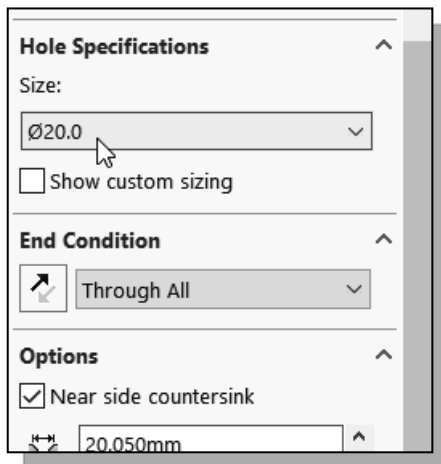 Hole Specifications
Size:
Ø20.0
Show custom sizing
End Condition
Through All
Options
Near side countersink
20.050mm